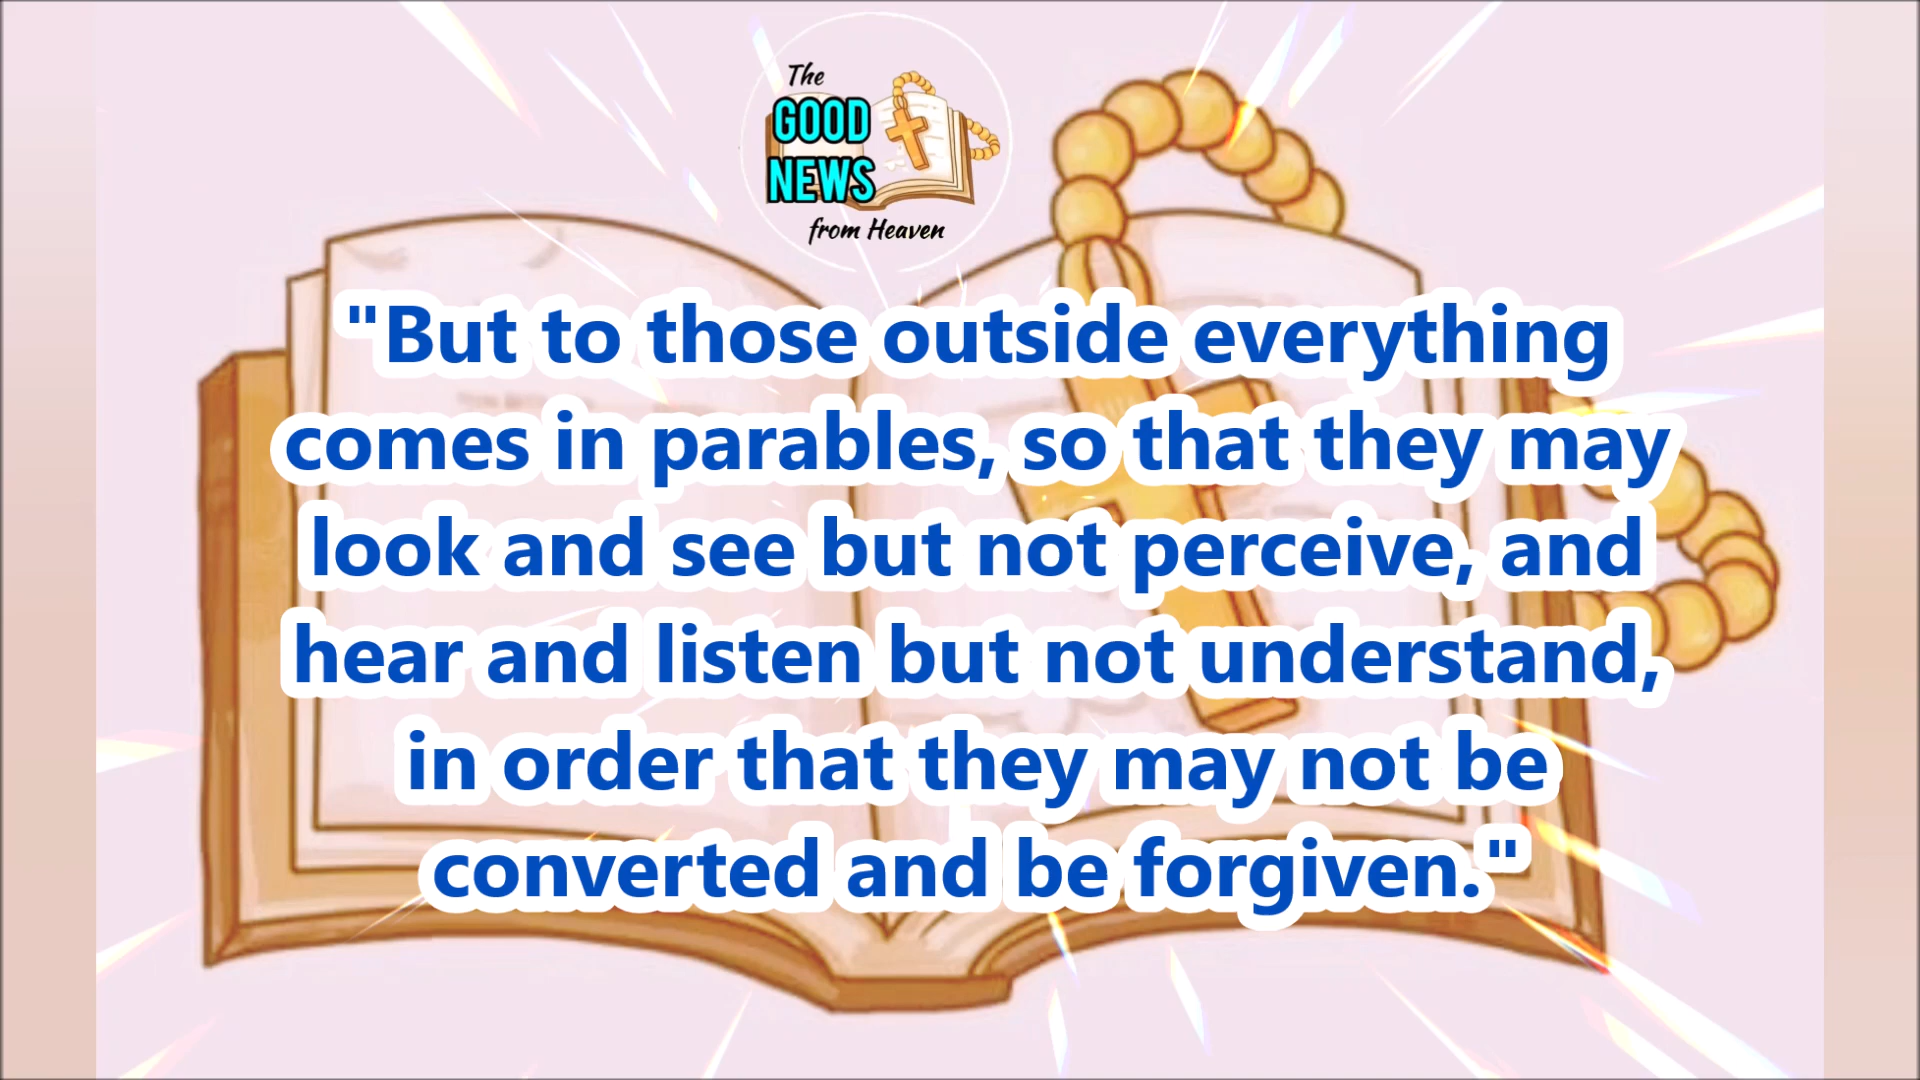 The
GOOD
NEWS
from Heaven
"But to those outside everything
comes in parables, so that they may
look and see but not perceive, and
hear and listen but not understand,
in order that they may not be
converted and be forgiven."